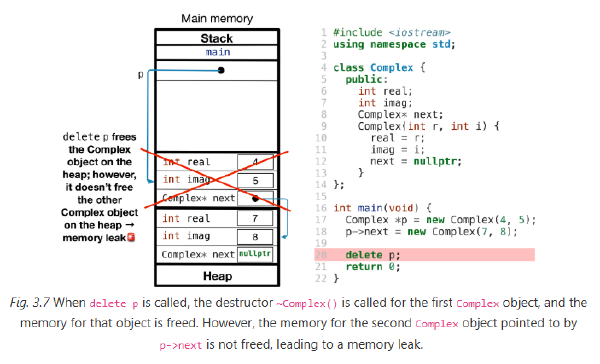 Main memory
Stack
main
p
delete p frees
the Complex
object on the
heap; however,
it doesn't free
the other
Complex object
on the heap →
memory leak🚨
int real 4
int imag 5
Complex* next
int real 7
int imag 8
Complex* next nullptr
Heap
1 #include <iostream>
2 using namespace std;
3
4 class Complex {
5 public:
6 int real;
7 int imag;
8 Complex* next;
9 Complex(int r, int i) {
10 real = r;
11 imag = i;
12 next = nullptr;
13 }
14 };
15
16 int main(void) {
17 Complex *p = new Complex(4, 5);
18 p->next = new Complex(7, 8);
19
20 delete p;
21 return 0;
22 }
Fig. 3.7 When delete p is called, the destructor ~Complex() is called for the first Complex object, and the
memory for that object is freed. However, the memory for the second Complex object pointed to by
p->next is not freed, leading to a memory leak.